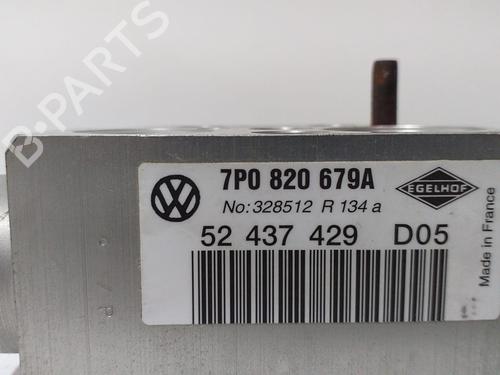 B-PARTS
7P0 820 679A
EGELHOF
No:328512 R 134 a
52 437 429 D05
Made in France